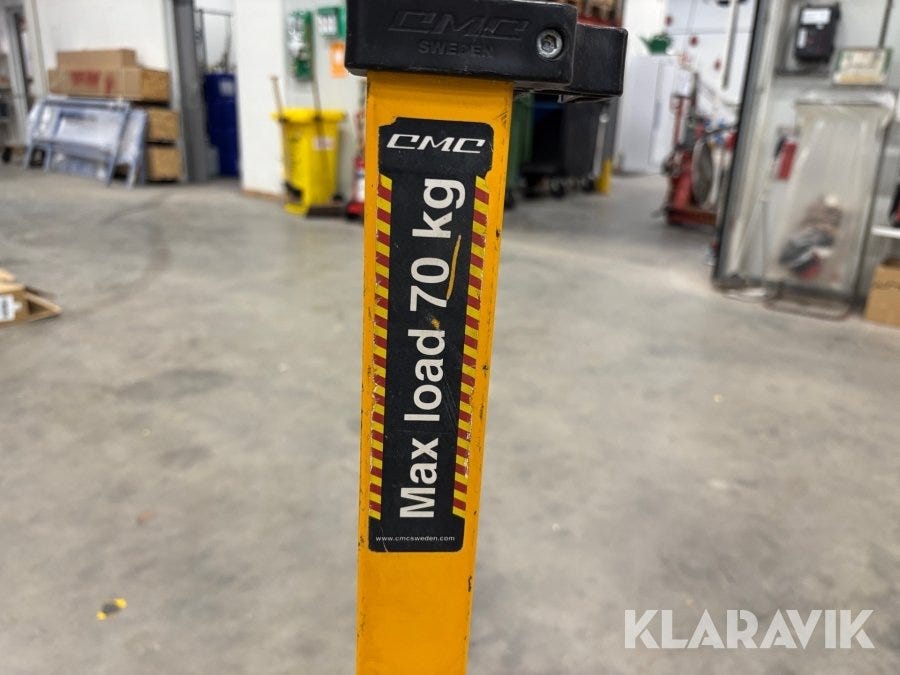 CMC
SWEDEN
CMC
Max load 70 kg
www.cmcsweden.com
KLARAVIK